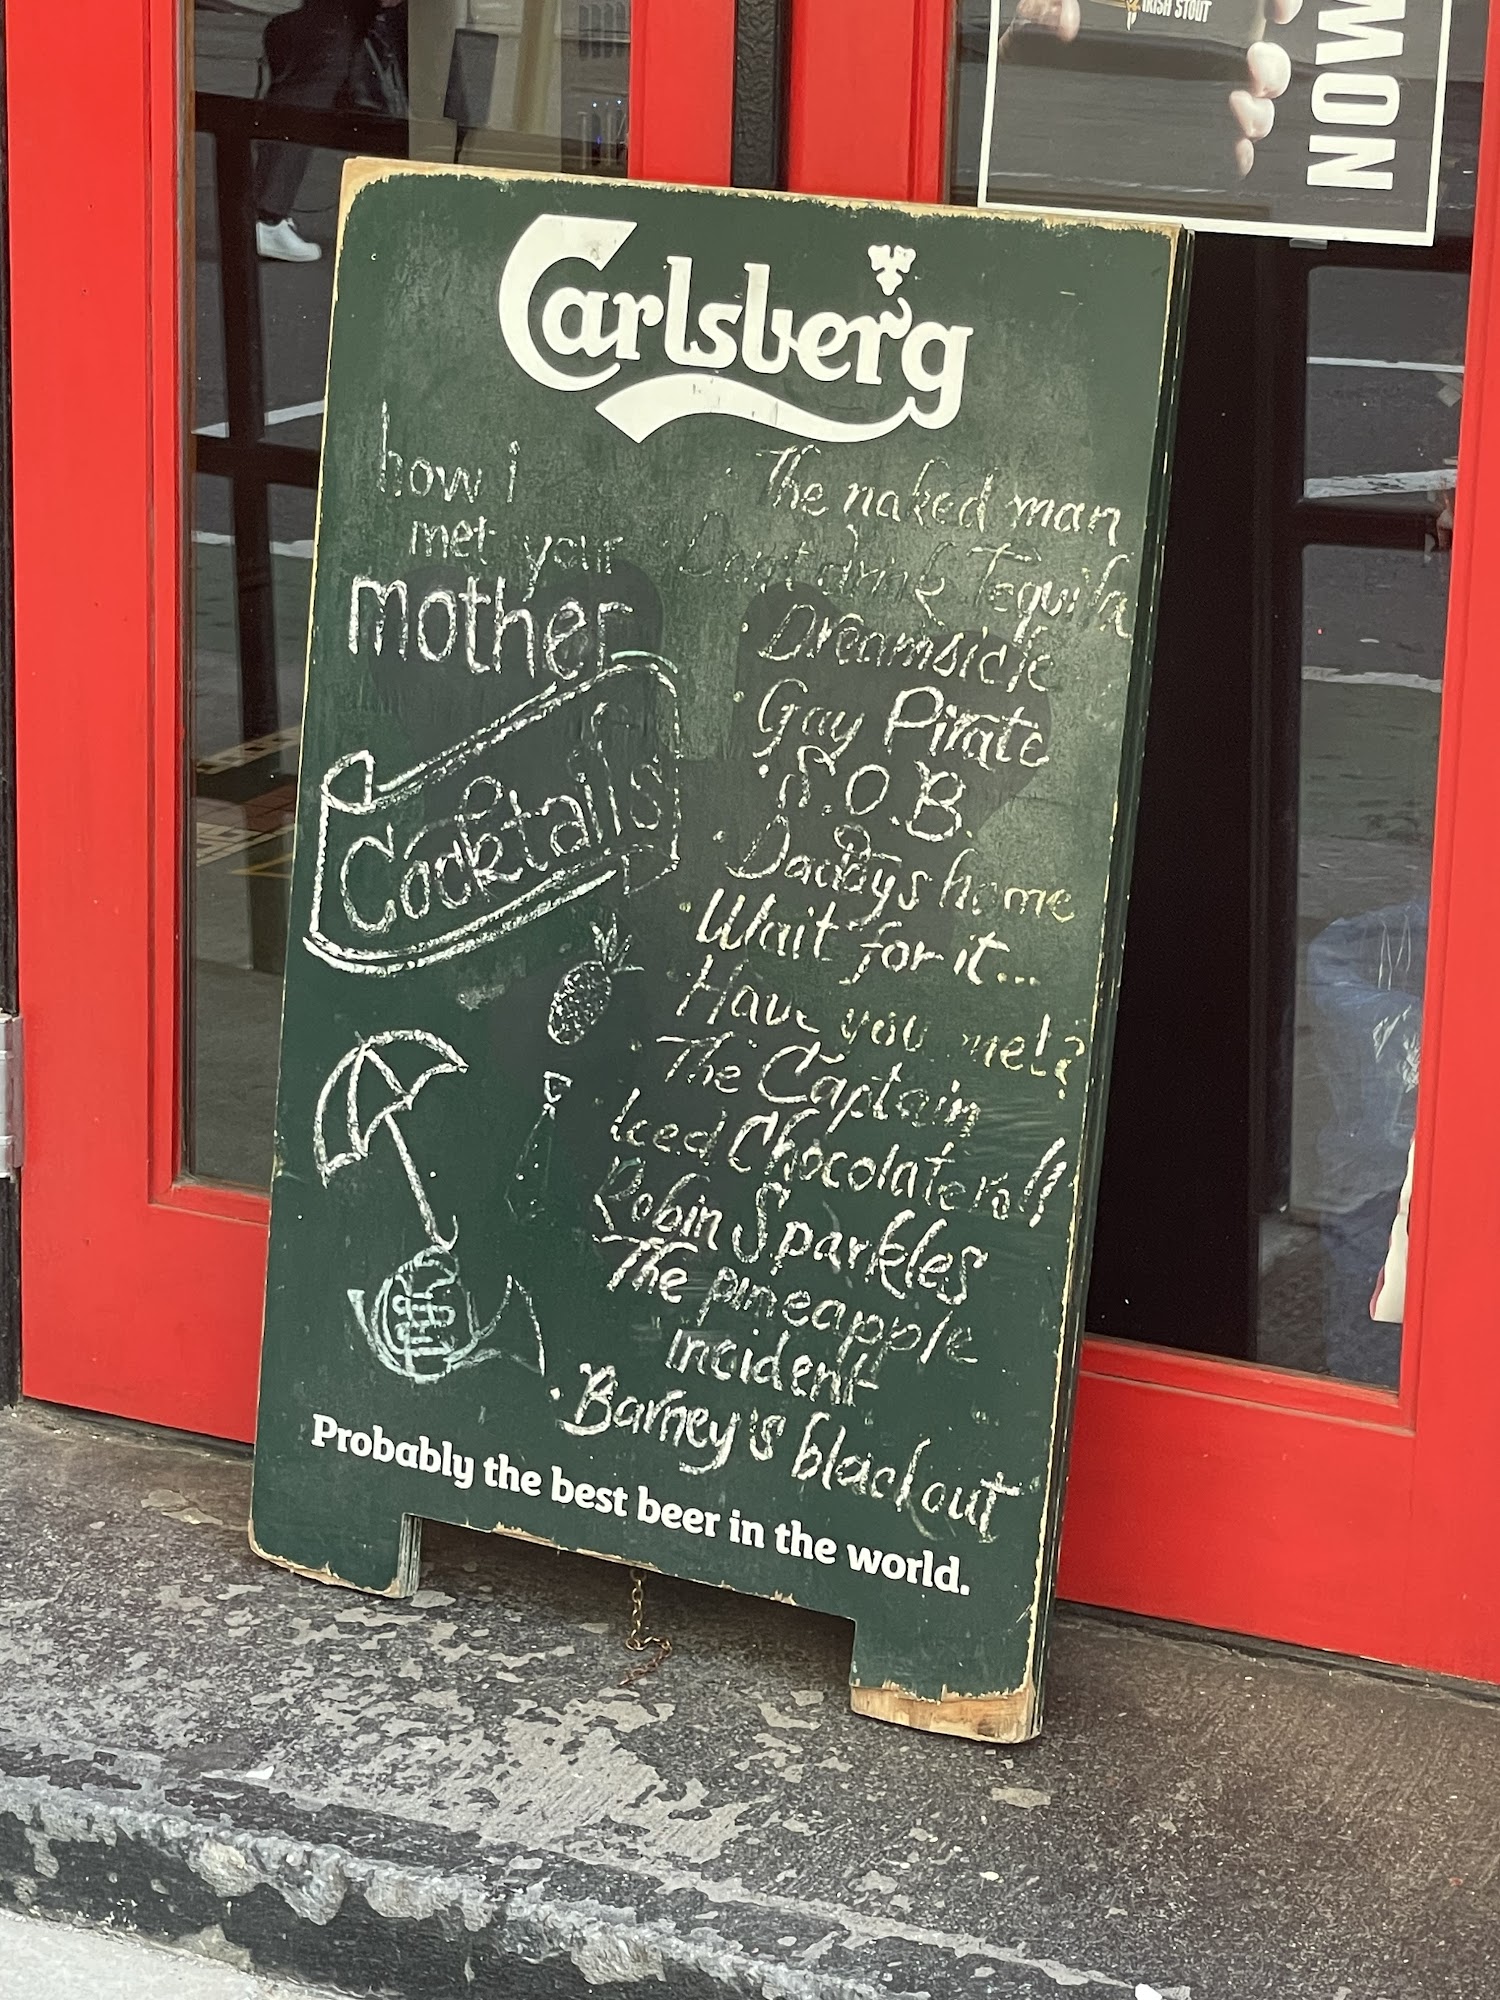 IRISH STOUT
NOW
Carlsberg
how i
met your
mother
Cocktails
· The naked man
· Dont drink Tequila
· Dreamsicle
· Gay Pirate
· S.O.B.
· Daddys home
· Wait for it...
· Have you met?
· The Captain
Iced Chocolate
Robin Sparkles
The pineapple
incident
· Barney's blackout
Probably the best beer in the world.